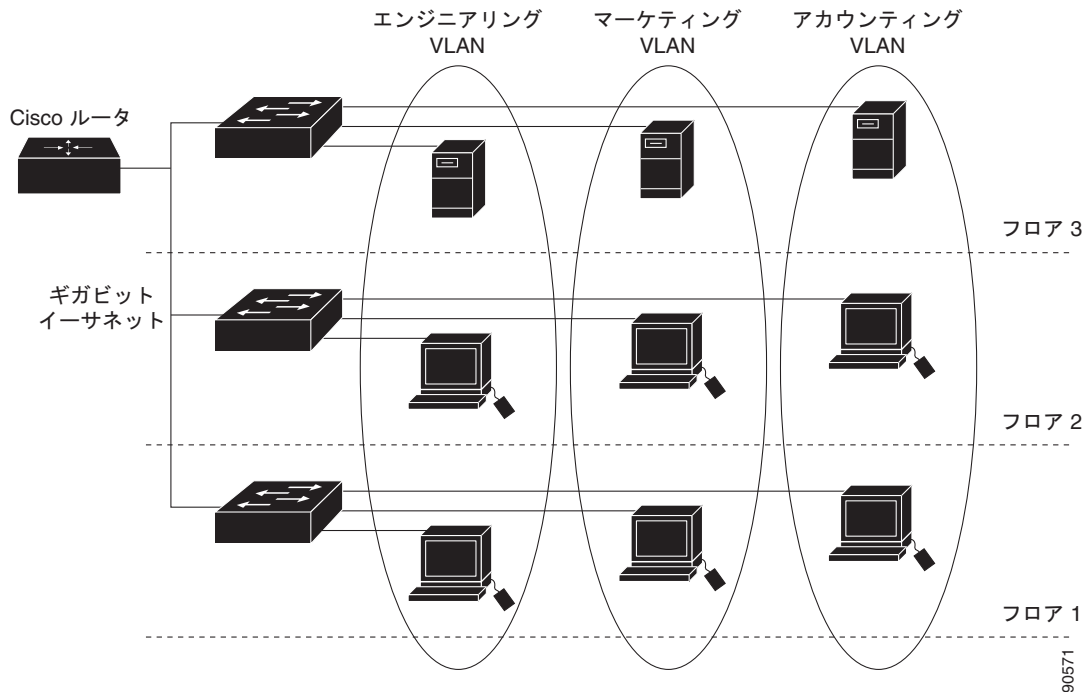 エンジニアリング
VLAN
マーケティング
VLAN
アカウンティング
VLAN
Cisco ルータ
フロア 3
ギガビット
イーサネット
フロア 2
フロア 1
90571